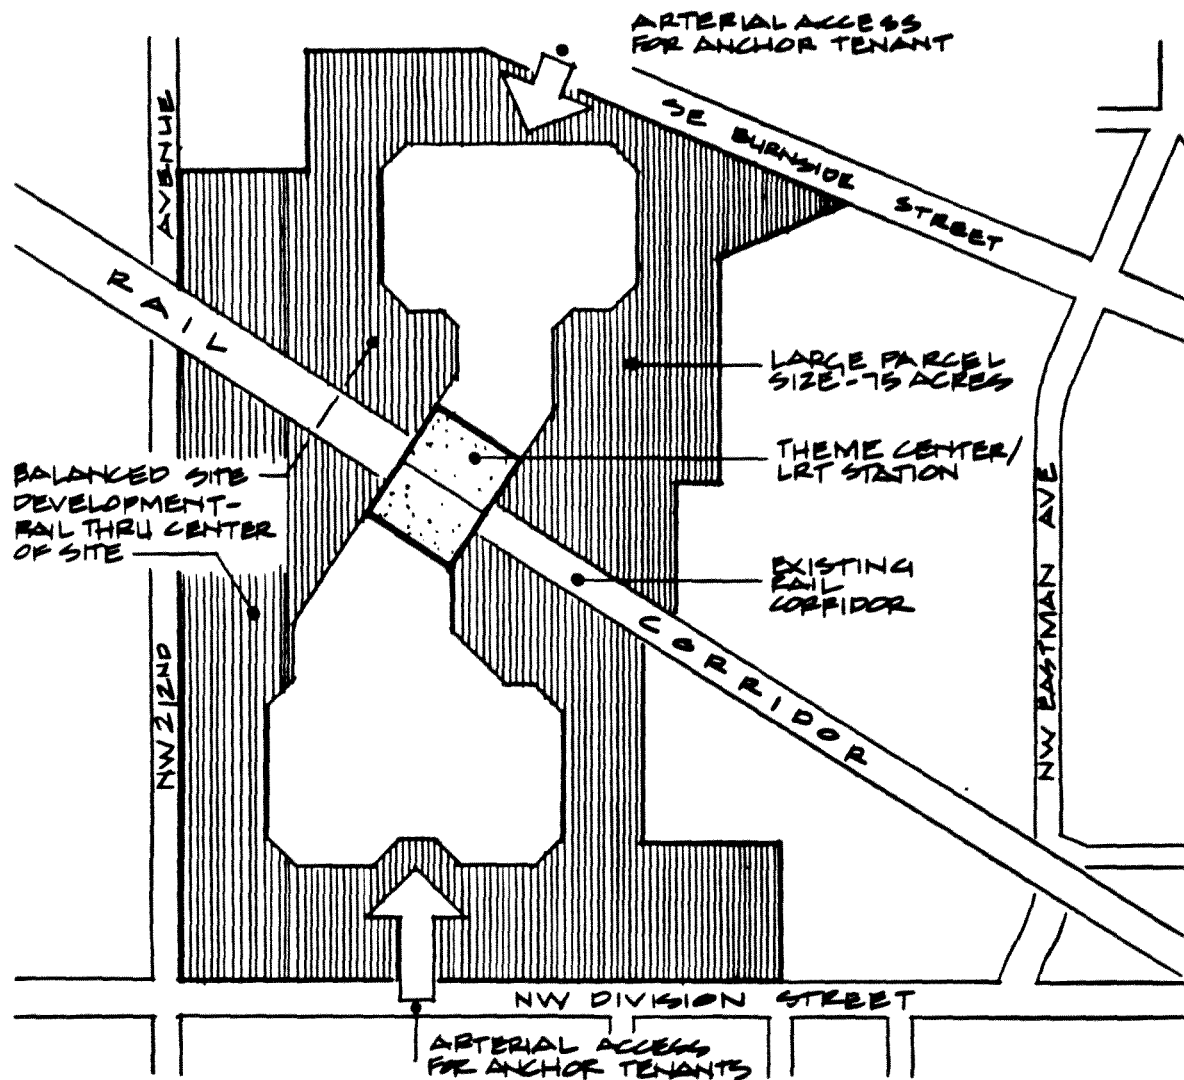 ARTERIAL ACCESS
FOR ANCHOR TENANT
SE BURNSIDE STREET
AVENUE
RAIL
LARGE PARCEL
SIZE-75 ACRES
THEME CENTER/
LRT STATION
BALANCED SITE
DEVELOPMENT-
RAIL THRU CENTER
OF SITE
EXISTING
RAIL
CORRIDOR
CORRIDOR
NW 212ND
NW EASTMAN AVE
NW DIVISION STREET
ARTERIAL ACCESS
FOR ANCHOR TENANTS